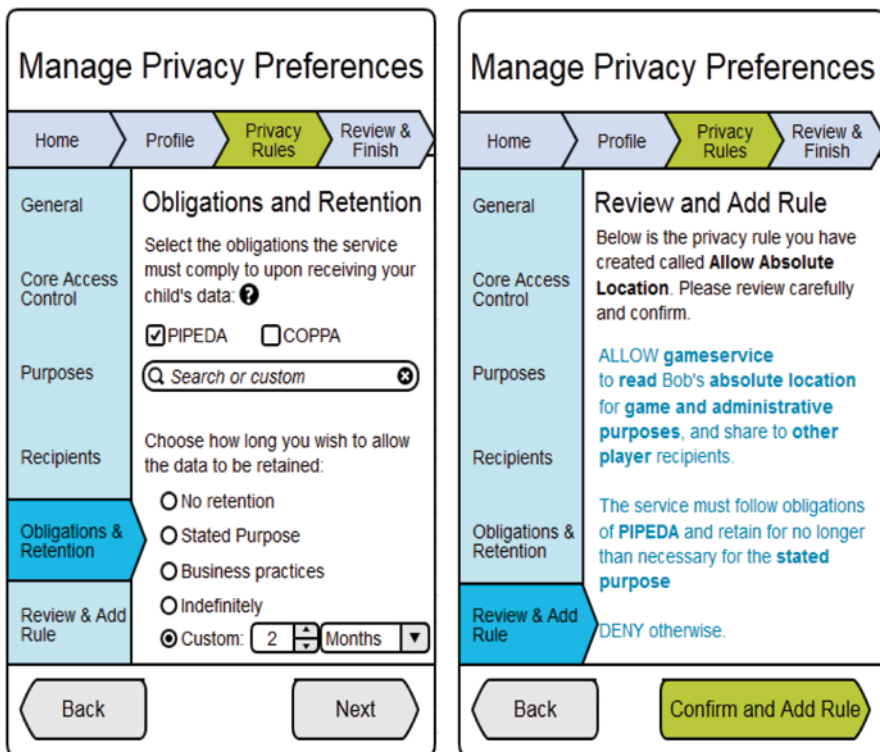 Manage Privacy Preferences
Home
Profile
Privacy
Rules
Review &
Finish
General
Core Access
Control
Purposes
Recipients
Obligations &
Retention
Review & Add
Rule
Obligations and Retention
Select the obligations the service
must comply to upon receiving your
child's data: ?
PIPEDA COPPA
Search or custom
Choose how long you wish to allow
the data to be retained:
No retention
Stated Purpose
Business practices
Indefinitely
Custom: 2 Months
Back
Next
Manage Privacy Preferences
Home
Profile
Privacy
Rules
Review &
Finish
General
Core Access
Control
Purposes
Recipients
Obligations &
Retention
Review & Add
Rule
Review and Add Rule
Below is the privacy rule you have
created called Allow Absolute
Location. Please review carefully
and confirm.
ALLOW gameservice
to read Bob's absolute location
for game and administrative
purposes, and share to other
player recipients.
The service must follow obligations
of PIPEDA and retain for no longer
than necessary for the stated
purpose
DENY otherwise.
Back
Confirm and Add Rule